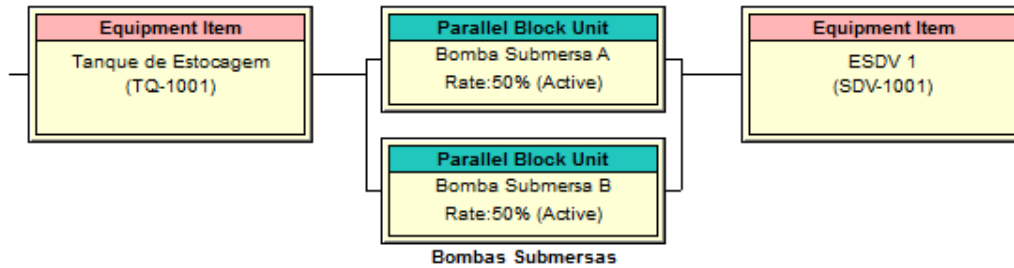 Equipment Item
Tanque de Estocagem
(TQ-1001)
Parallel Block Unit
Bomba Submersa A
Rate:50% (Active)
Parallel Block Unit
Bomba Submersa B
Rate:50% (Active)
Bombas Submersas
Equipment Item
ESDV 1
(SDV-1001)